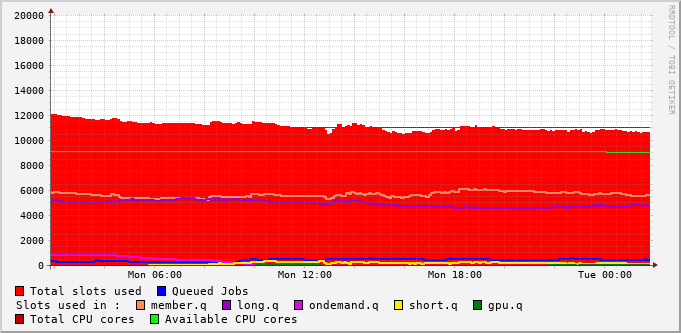 RRDTOOL / TOBI OETIKER
20000
18000
16000
14000
12000
10000
8000
6000
4000
2000
0
Mon 06:00 Mon 12:00 Mon 18:00 Tue 00:00
Total slots used Queued Jobs
Slots used in : member.q long.q ondemand.q short.q gpu.q
Total CPU cores Available CPU cores